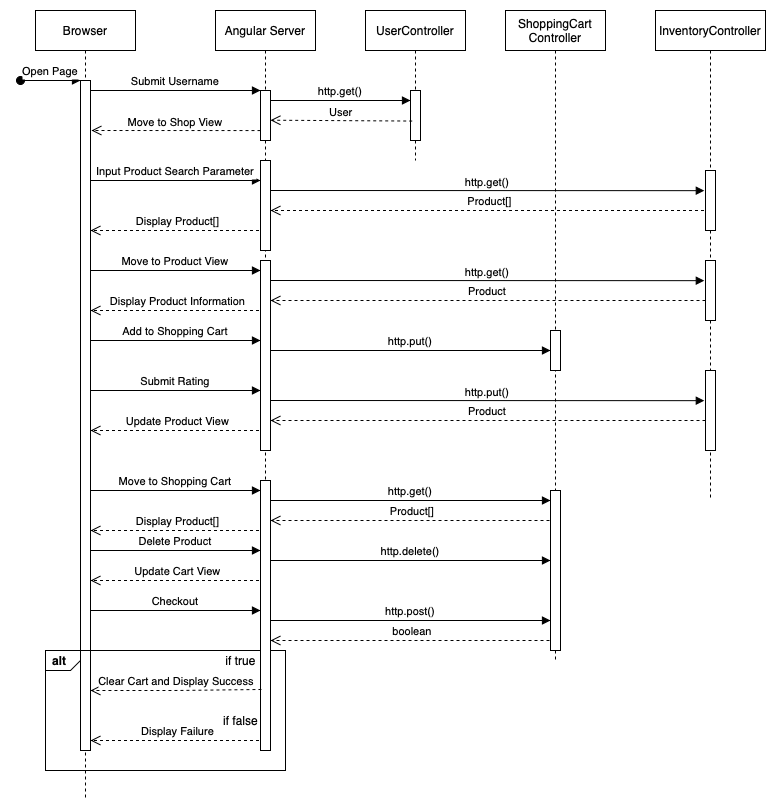 Browser
Angular Server
UserController
ShoppingCart
Controller
InventoryController
Open Page
Submit Username
http.get()
User
Move to Shop View
Input Product Search Parameter
http.get()
Product[]
Display Product[]
Move to Product View
http.get()
Product
Display Product Information
Add to Shopping Cart
http.put()
Submit Rating
http.put()
Product
Update Product View
Move to Shopping Cart
http.get()
Product[]
Display Product[]
Delete Product
http.delete()
Update Cart View
Checkout
http.post()
boolean
alt
if true
Clear Cart and Display Success
if false
Display Failure